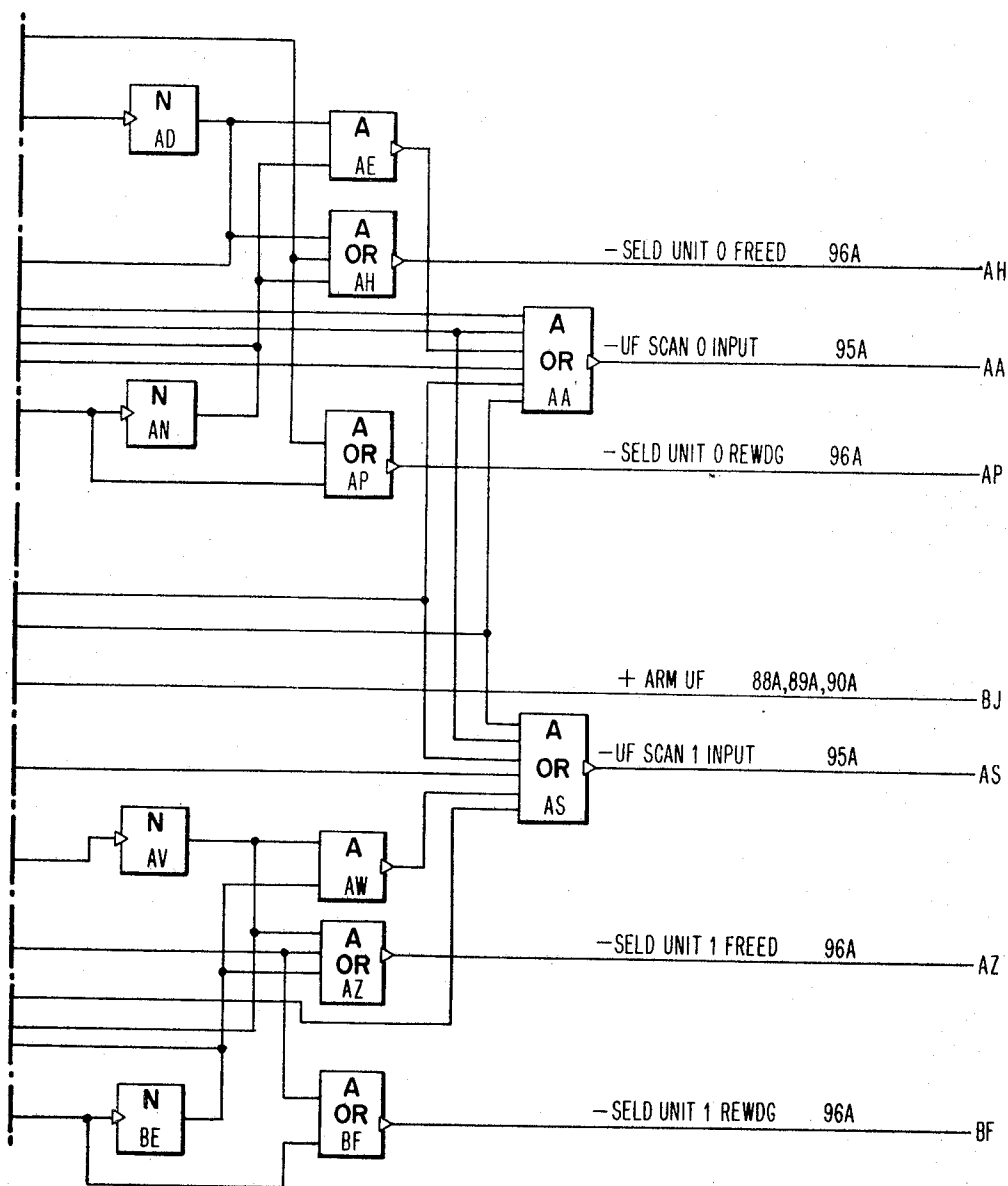 N
AD
A
AE
A
OR
AH
-SELD UNIT 0 FREED 96A AH
A
OR
AA
-UF SCAN 0 INPUT 95A AA
N
AN
A
OR
AP
-SELD UNIT 0 REWDG 96A AP
+ ARM UF 88A,89A,90A BJ
A
OR
AS
-UF SCAN 1 INPUT 95A AS
N
AV
A
AW
A
OR
AZ
-SELD UNIT 1 FREED 96A AZ
N
BE
A
OR
BF
-SELD UNIT 1 REWDG 96A BF